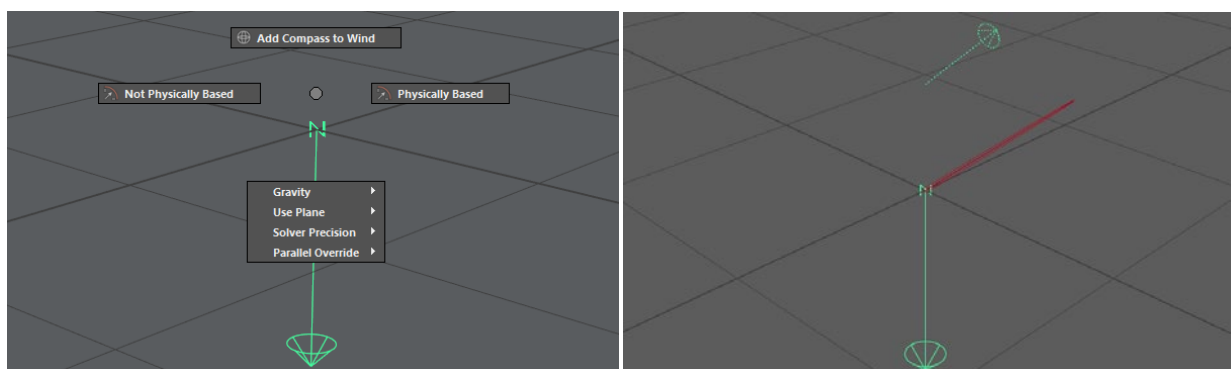 Add Compass to Wind
Not Physically Based
Physically Based
N
Gravity
Use Plane
Solver Precision
Parallel Override
N